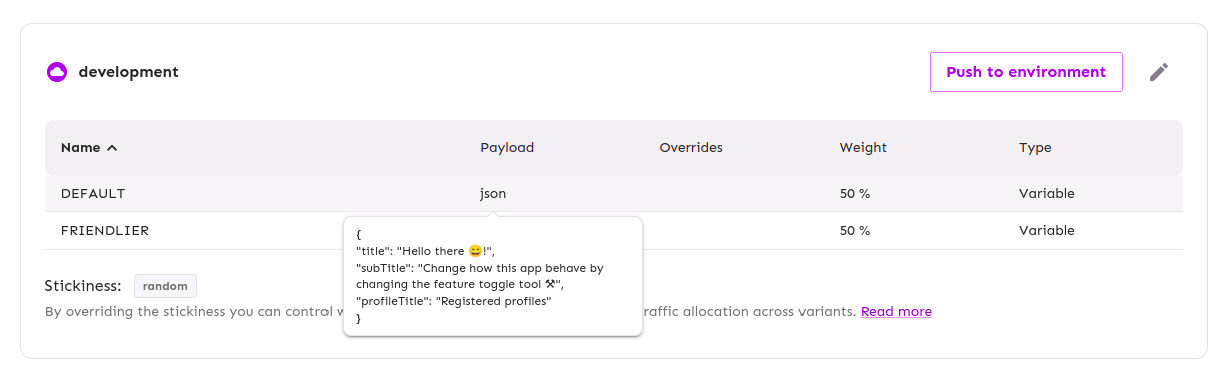 development
Push to environment
Name Payload Overrides Weight Type
DEFAULT json 50 % Variable
FRIENDLIER 50 % Variable
{
"title": "Hello there 😄!",
"subTitle": "Change how this app behave by
changing the feature toggle tool ⚒",
"profileTitle": "Registered profiles"
}
Stickiness: random
By overriding the stickiness you can control raffic allocation across variants. Read more